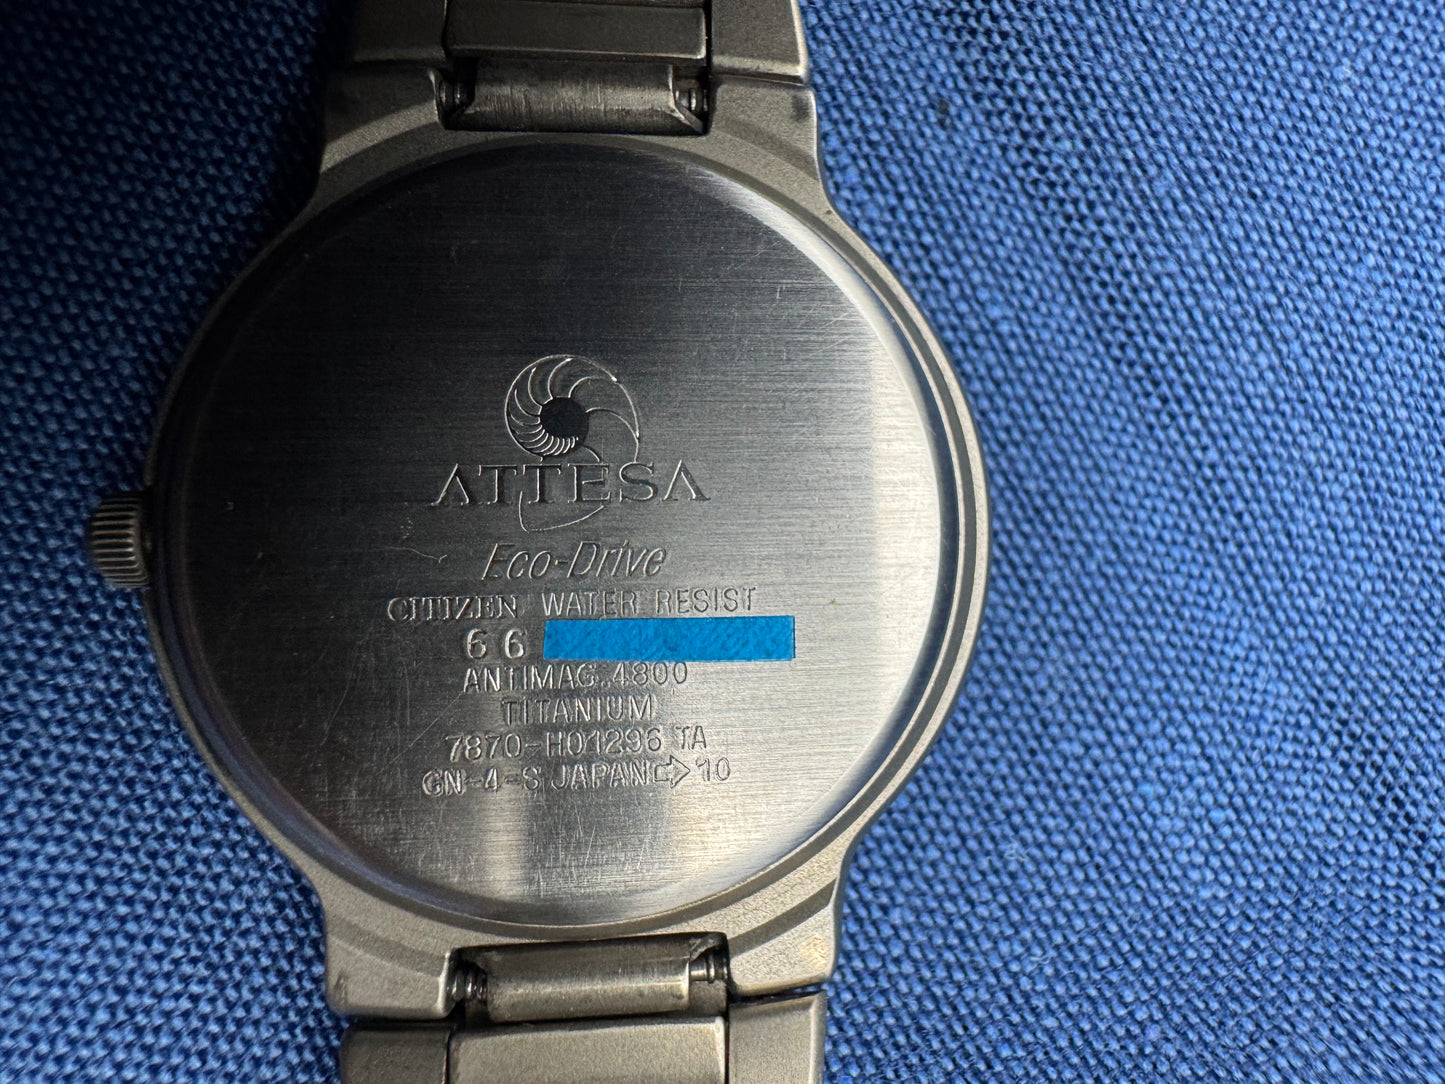 ATTESA
Eco-Drive
CITIZEN WATER RESIST
66
ANTIMAG.4800
TITANIUM
7870-H01296 TA
GN-4-S JAPAN⇨10